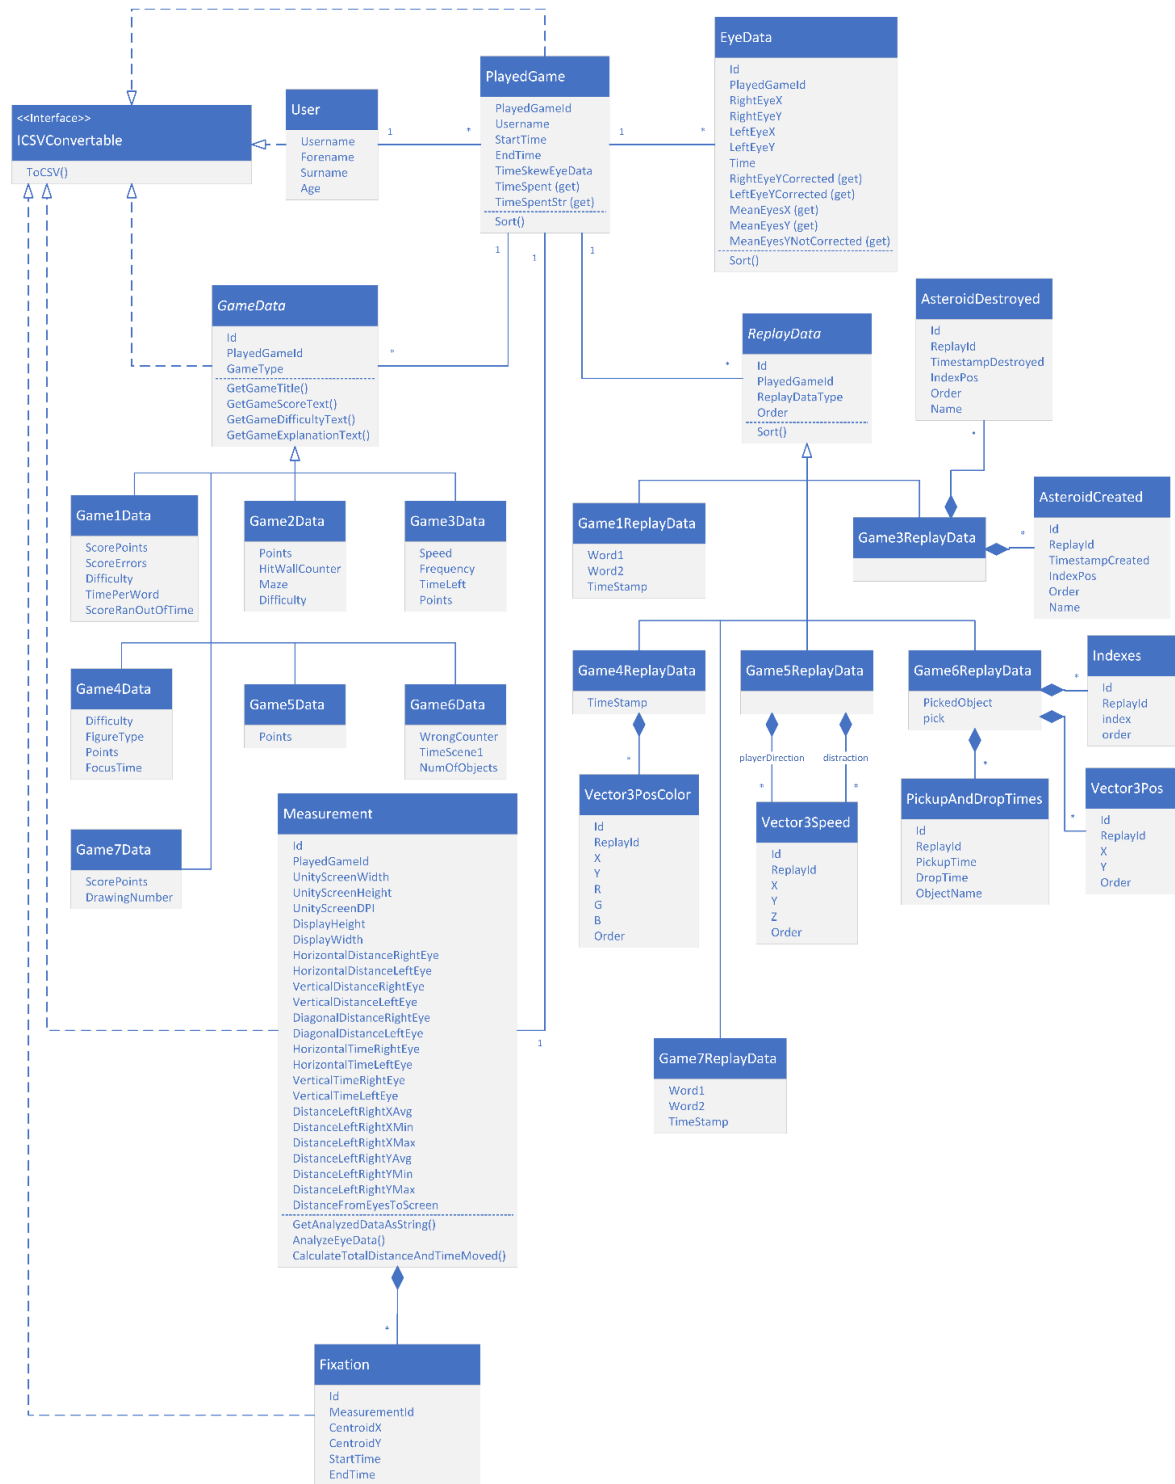 EyeData
Id
PlayedGameId
RightEyeX
RightEyeY
LeftEyeX
LeftEyeY
Time
RightEyeYCorrected (get)
LeftEyeYCorrected (get)
MeanEyesX (get)
MeanEyesY (get)
MeanEyesYNotCorrected (get)
Sort()
PlayedGame
PlayedGameId
Username
StartTime
EndTime
TimeSkewEyeData
TimeSpent (get)
TimeSpentStr (get)
Sort()
User
Username
Forename
Surname
Age
<<Interface>>
ICSVConvertable
ToCSV()
1
*
1
*
1
1
1
GameData
Id
PlayedGameId
GameType
GetGameTitle()
GetGameScoreText()
GetGameDifficultyText()
GetGameExplanationText()
*
ReplayData
Id
PlayedGameId
ReplayDataType
Order
Sort()
*
AsteroidDestroyed
Id
ReplayId
TimestampDestroyed
IndexPos
Order
Name
*
AsteroidCreated
Id
ReplayId
TimestampCreated
IndexPos
Order
Name
*
Game1Data
ScorePoints
ScoreErrors
Difficulty
TimePerWord
ScoreRanOutOfTime
Game2Data
Points
HitWallCounter
Maze
Difficulty
Game3Data
Speed
Frequency
TimeLeft
Points
Game1ReplayData
Word1
Word2
TimeStamp
Game3ReplayData
Game4Data
Difficulty
FigureType
Points
FocusTime
Game5Data
Points
Game6Data
WrongCounter
TimeScene1
NumOfObjects
Game4ReplayData
TimeStamp
Game5ReplayData
Game6ReplayData
PickedObject
pick
Indexes
Id
ReplayId
index
order
*
playerDirection
distraction
*
*
*
*
*
Vector3PosColor
Id
ReplayId
X
Y
R
G
B
Order
Vector3Speed
Id
ReplayId
X
Y
Z
Order
PickupAndDropTimes
Id
ReplayId
PickupTime
DropTime
ObjectName
Vector3Pos
Id
ReplayId
X
Y
Order
Game7Data
ScorePoints
DrawingNumber
Measurement
Id
PlayedGameId
UnityScreenWidth
UnityScreenHeight
UnityScreenDPI
DisplayHeight
DisplayWidth
HorizontalDistanceRightEye
HorizontalDistanceLeftEye
VerticalDistanceRightEye
VerticalDistanceLeftEye
DiagonalDistanceRightEye
DiagonalDistanceLeftEye
HorizontalTimeRightEye
HorizontalTimeLeftEye
VerticalTimeRightEye
VerticalTimeLeftEye
DistanceLeftRightXAvg
DistanceLeftRightXMin
DistanceLeftRightXMax
DistanceLeftRightYAvg
DistanceLeftRightYMin
DistanceLeftRightYMax
DistanceFromEyesToScreen
GetAnalyzedDataAsString()
AnalyzeEyeData()
CalculateTotalDistanceAndTimeMoved()
1
Game7ReplayData
Word1
Word2
TimeStamp
*
Fixation
Id
MeasurementId
CentroidX
CentroidY
StartTime
EndTime